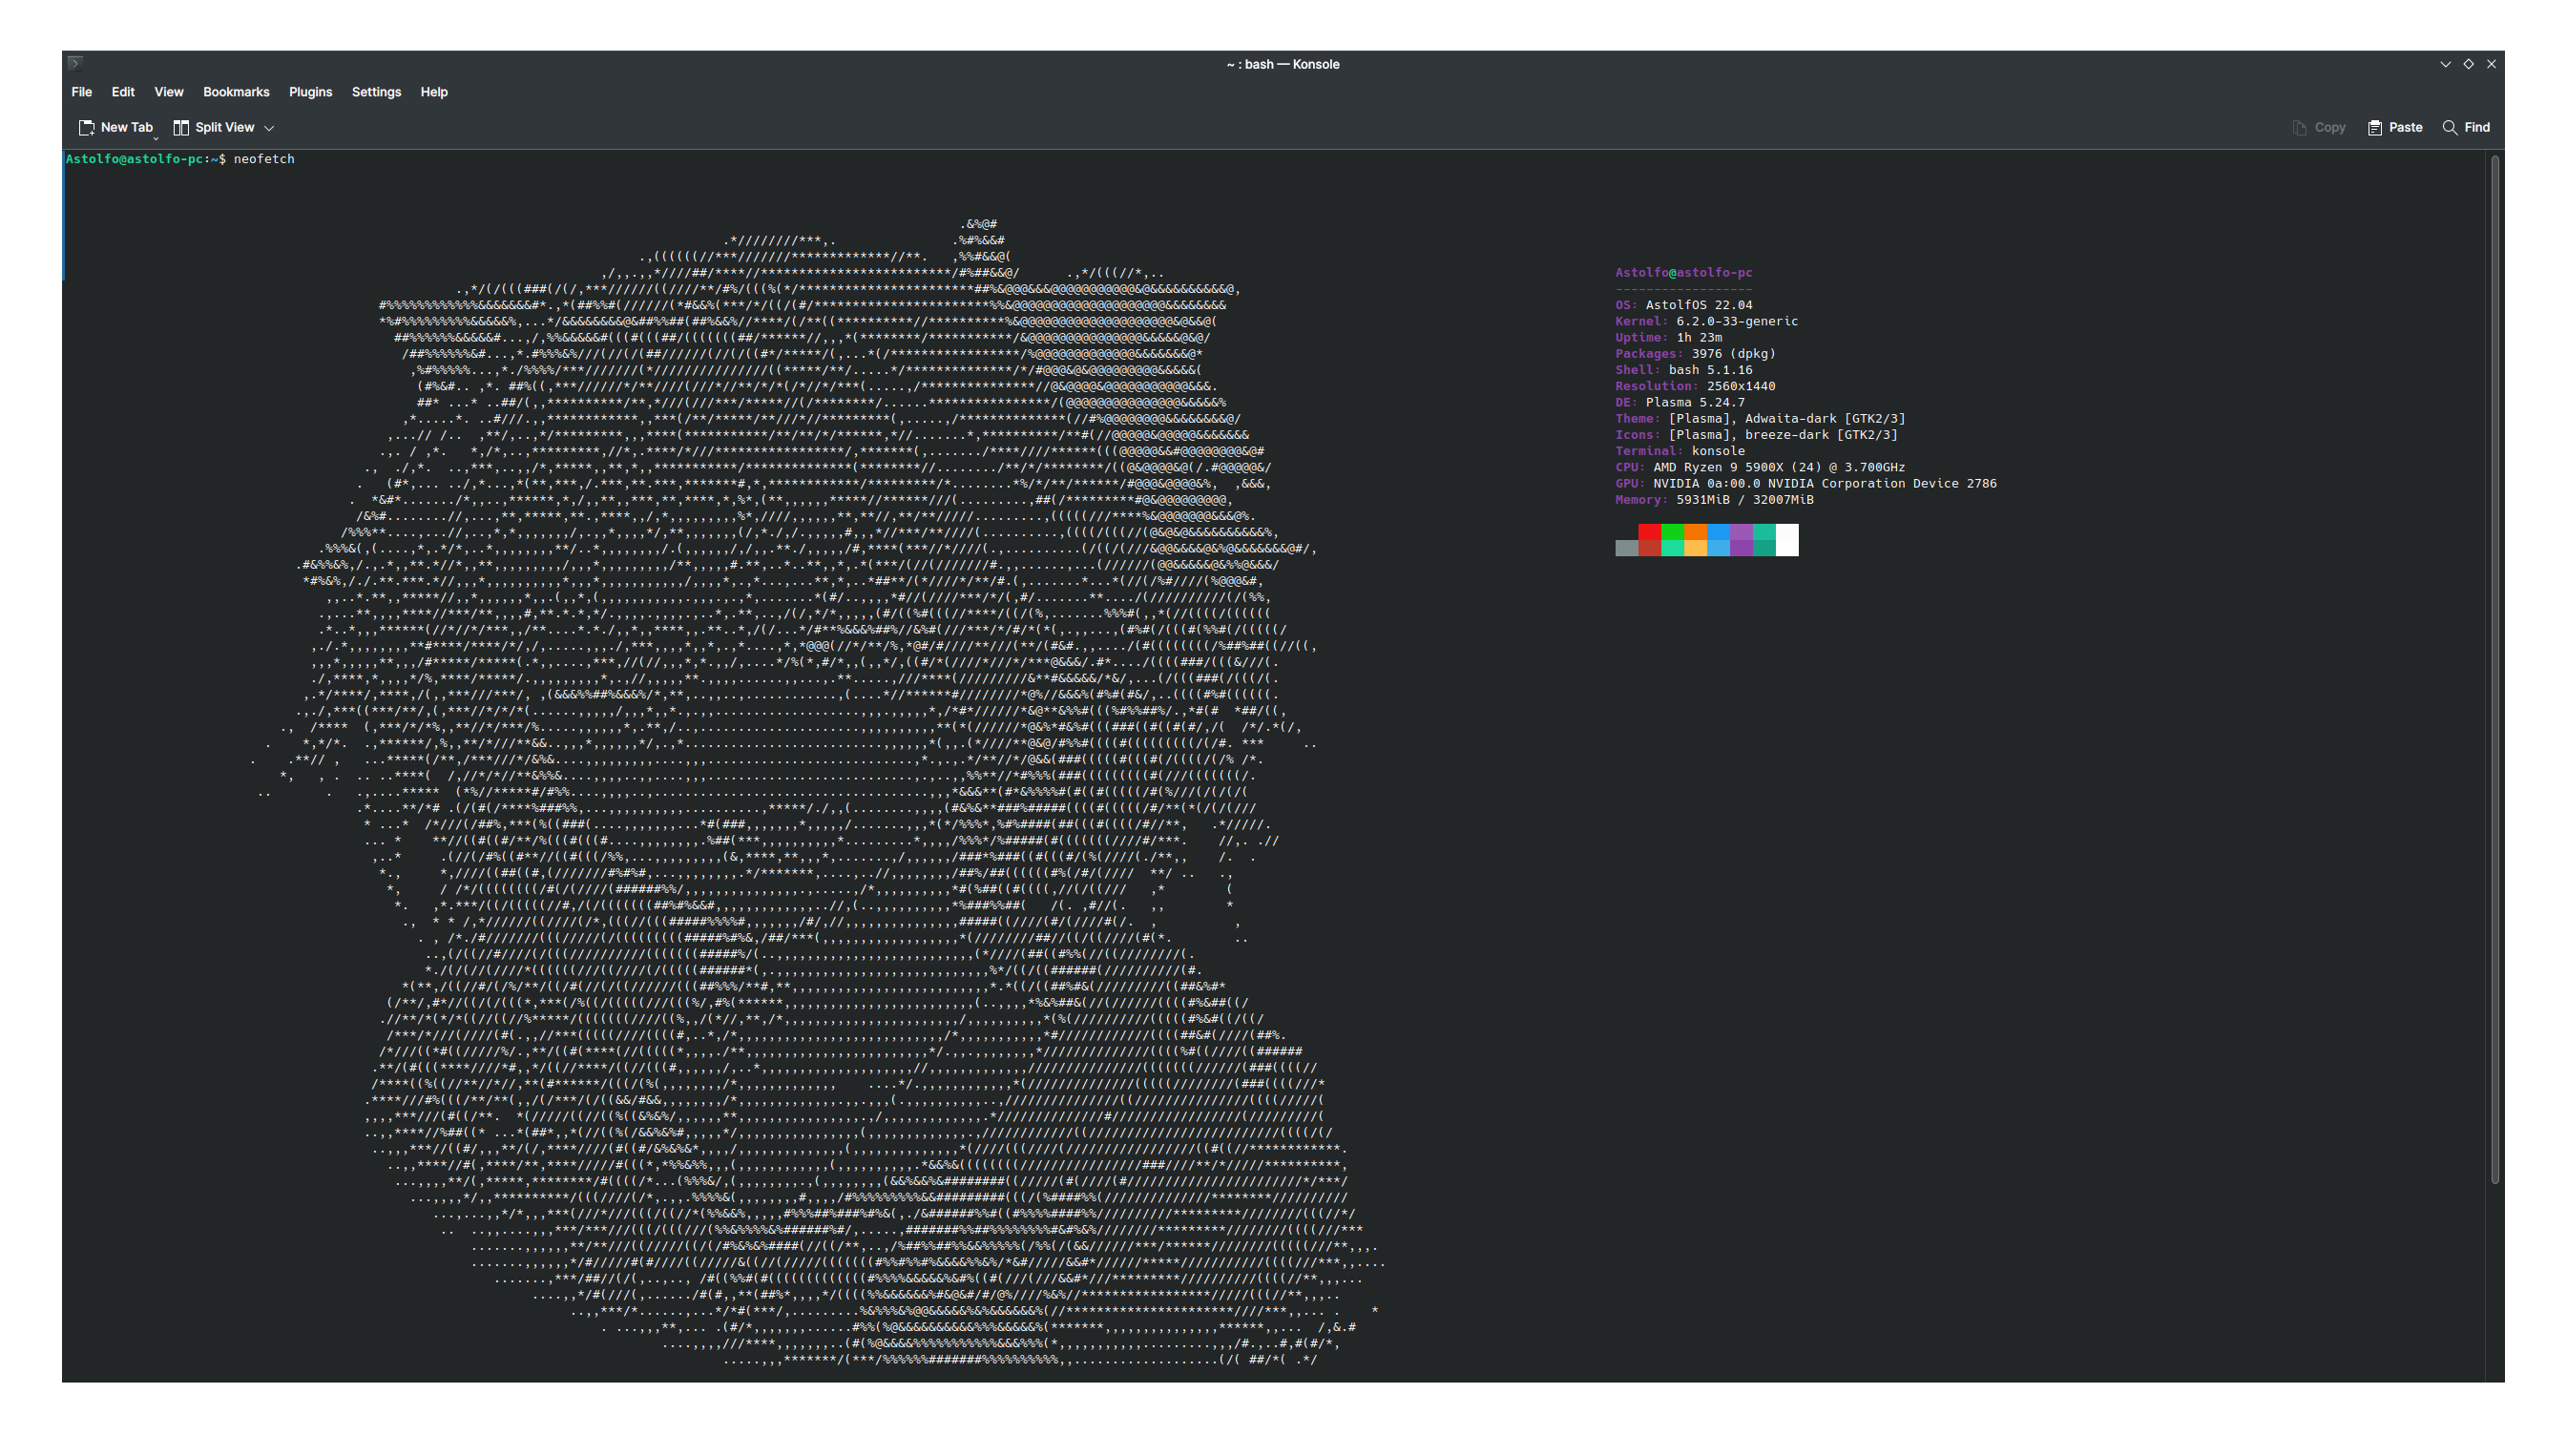 ~ : bash — Konsole
File Edit View Bookmarks Plugins Settings Help
New Tab Split View Copy Paste Find
Astolfo@astolfo-pc:~$ neofetch
Astolfo@astolfo-pc
------------------
OS: AstolfOS 22.04
Kernel: 6.2.0-33-generic
Uptime: 1h 23m
Packages: 3976 (dpkg)
Shell: bash 5.1.16
Resolution: 2560x1440
DE: Plasma 5.24.7
Theme: [Plasma], Adwaita-dark [GTK2/3]
Icons: [Plasma], breeze-dark [GTK2/3]
Terminal: konsole
CPU: AMD Ryzen 9 5900X (24) @ 3.700GHz
GPU: NVIDIA 0a:00.0 NVIDIA Corporation Device 2786
Memory: 5931MiB / 32007MiB